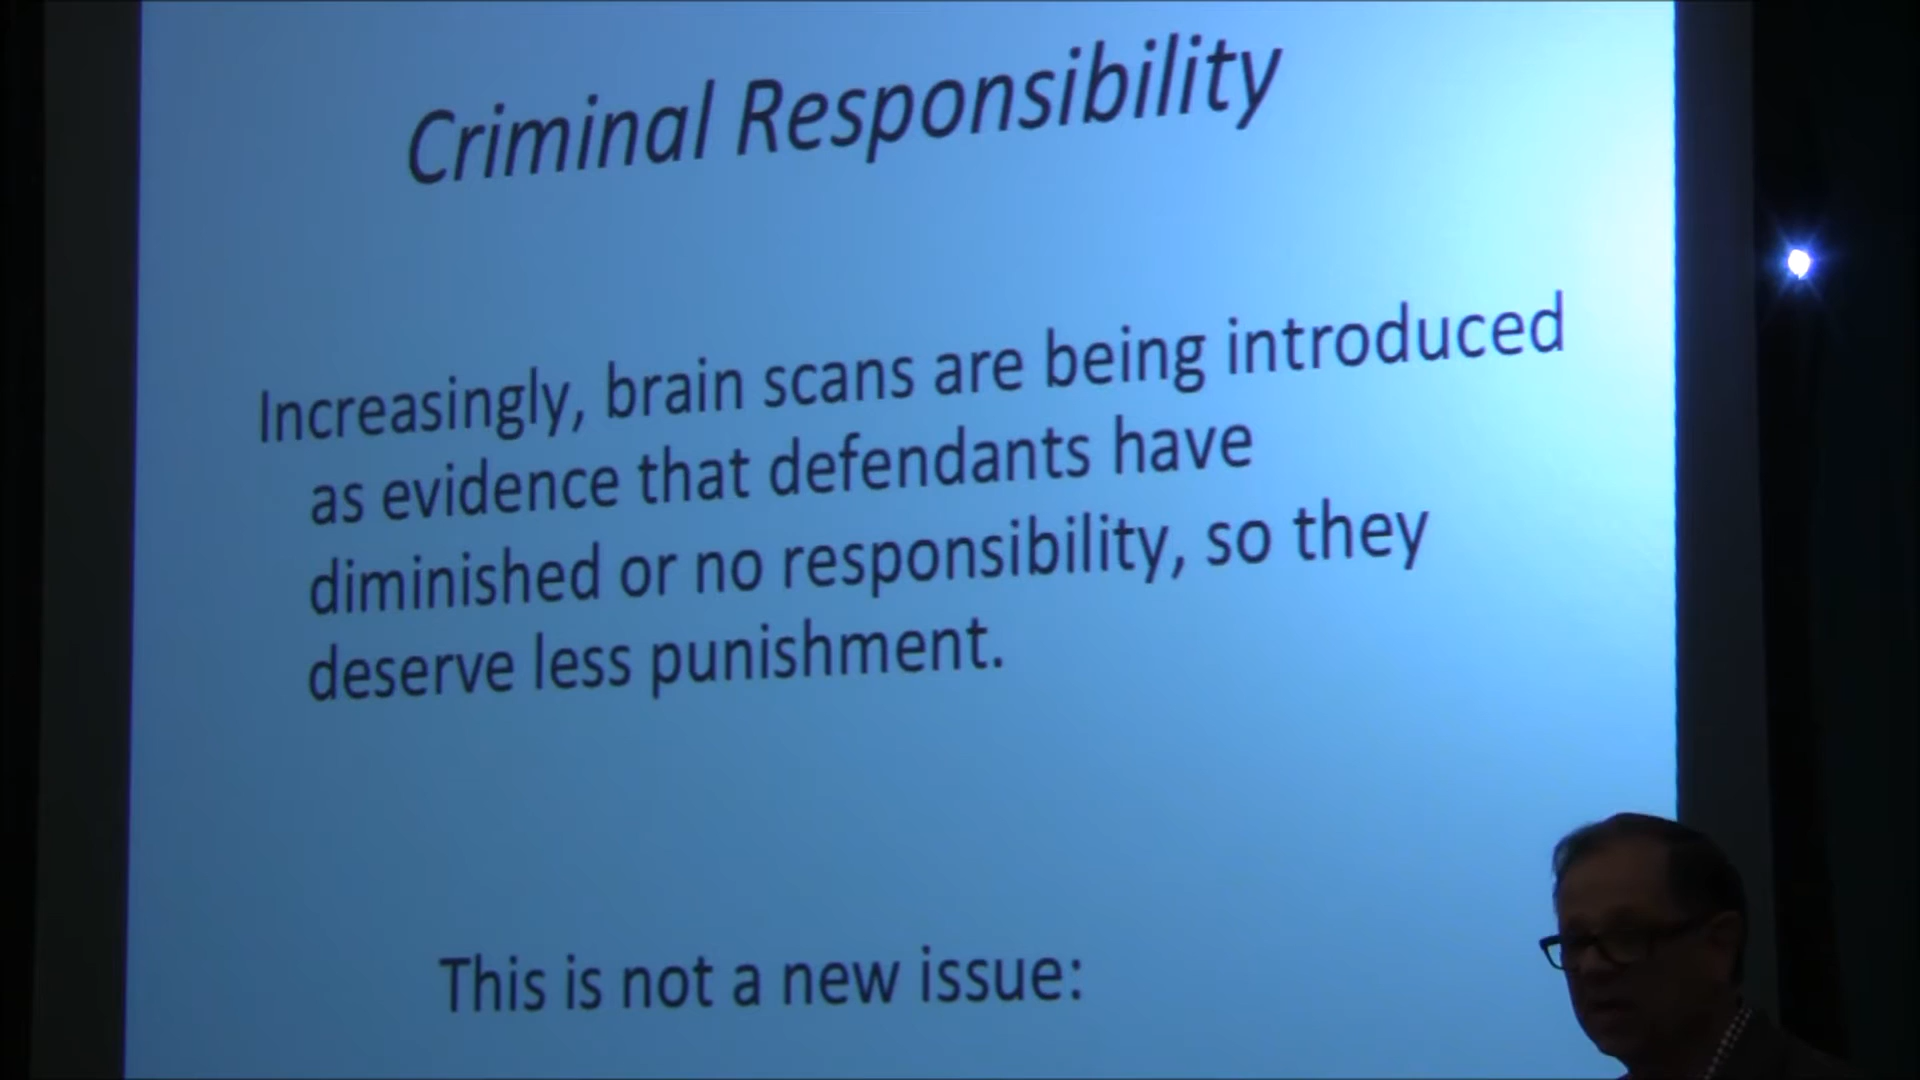 Criminal Responsibility
Increasingly, brain scans are being introduced
as evidence that defendants have
diminished or no responsibility, so they
deserve less punishment.
This is not a new issue: